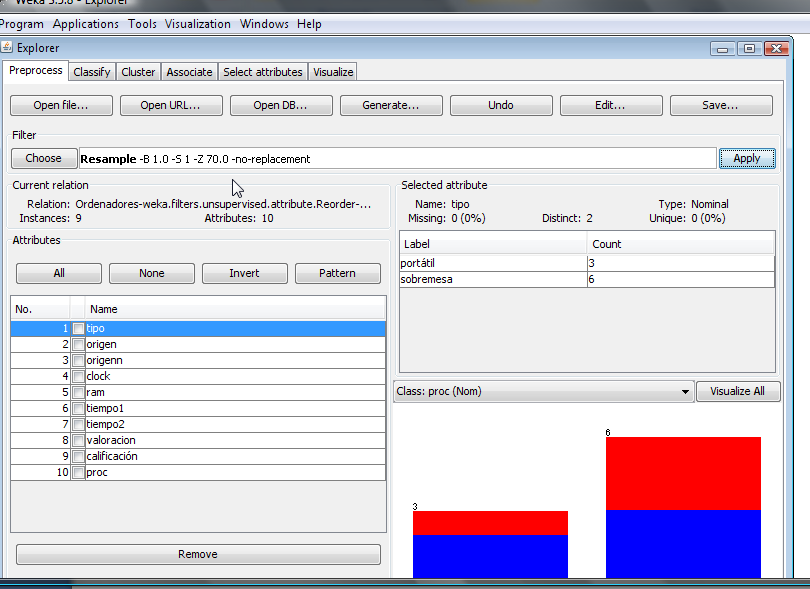 Weka 3.5.8 - Explorer
Program Applications Tools Visualization Windows Help
Explorer
Preprocess Classify Cluster Associate Select attributes Visualize
Open file... Open URL... Open DB... Generate... Undo Edit... Save...
Filter
Choose Resample -B 1.0 -S 1 -Z 70.0 -no-replacement Apply
Current relation
Relation: Ordenadores-weka.filters.unsupervised.attribute.Reorder-...
Instances: 9 Attributes: 10
Attributes
All None Invert Pattern
No. Name
1 tipo
2 origen
3 origenn
4 clock
5 ram
6 tiempo1
7 tiempo2
8 valoracion
9 calificación
10 proc
Remove
Selected attribute
Name: tipo Type: Nominal
Missing: 0 (0%) Distinct: 2 Unique: 0 (0%)
Label Count
portátil 3
sobremesa 6
Class: proc (Nom) Visualize All
6
3